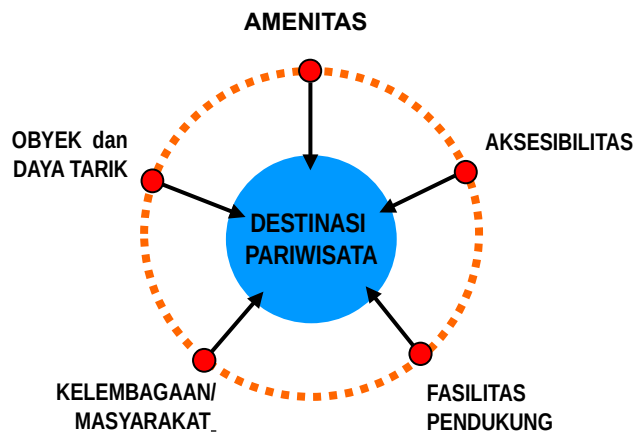 AMENITAS
OBYEK dan
DAYA TARIK
AKSESIBILITAS
DESTINASI
PARIWISATA
KELEMBAGAAN/
MASYARAKAT
FASILITAS
PENDUKUNG